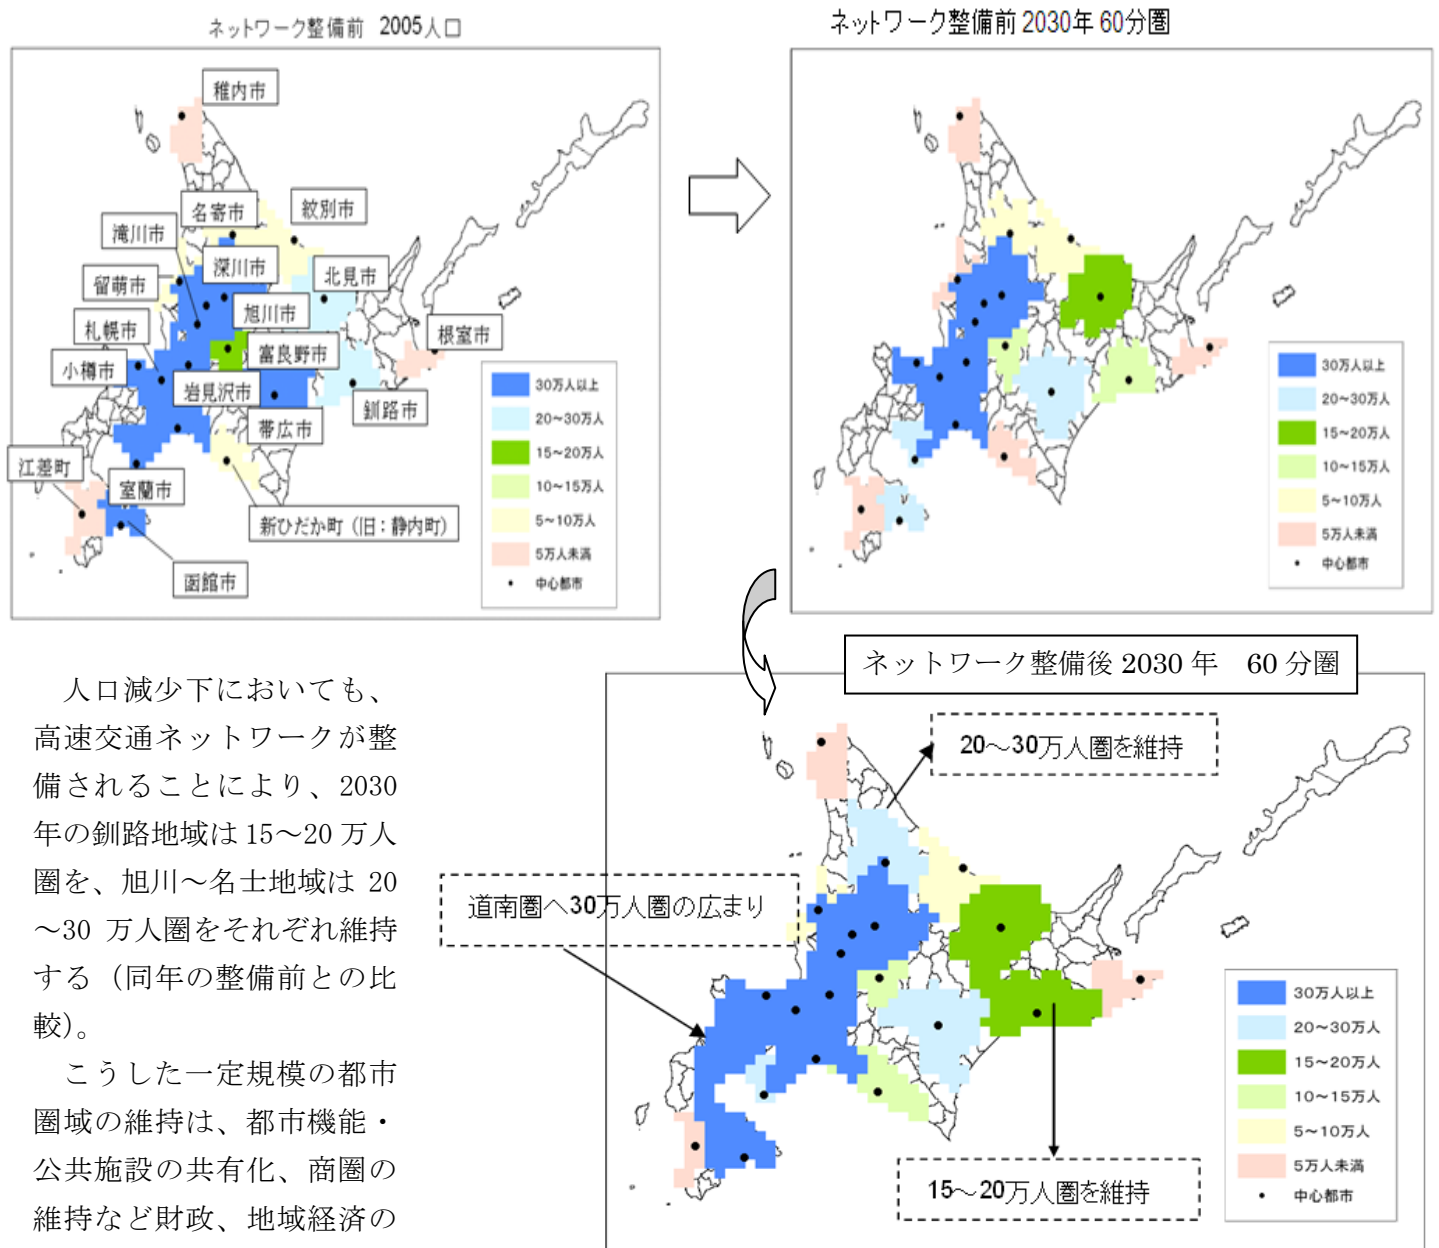 ネットワーク整備前 2005人口
稚内市
名寄市
紋別市
滝川市
深川市
北見市
留萌市
旭川市
札幌市
根室市
富良野市
小樽市
岩見沢市
釧路市
帯広市
江差町
室蘭市
新ひだか町（旧：静内町）
函館市
30万人以上
20～30万人
15～20万人
10～15万人
5～10万人
5万人未満
中心都市
ネットワーク整備前 2030年 60分圏
30万人以上
20～30万人
15～20万人
10～15万人
5～10万人
5万人未満
中心都市
人口減少下においても、
高速交通ネットワークが整
備されることにより、2030
年の釧路地域は 15～20 万人
圏を、旭川～名士地域は 20
～30 万人圏をそれぞれ維持
する（同年の整備前との比
較）。
こうした一定規模の都市
圏域の維持は、都市機能・
公共施設の共有化、商圏の
維持など財政、地域経済の
ネットワーク整備後 2030 年　60 分圏
20～30万人圏を維持
道南圏へ30万人圏の広まり
15～20万人圏を維持
30万人以上
20～30万人
15～20万人
10～15万人
5～10万人
5万人未満
中心都市